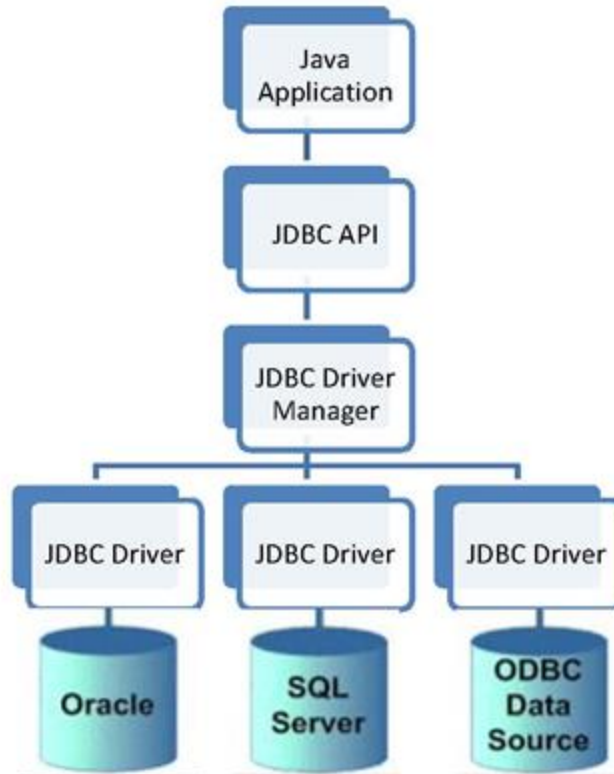 Java
Application
JDBC API
JDBC Driver
Manager
JDBC Driver
JDBC Driver
JDBC Driver
Oracle
SQL
Server
ODBC
Data
Source